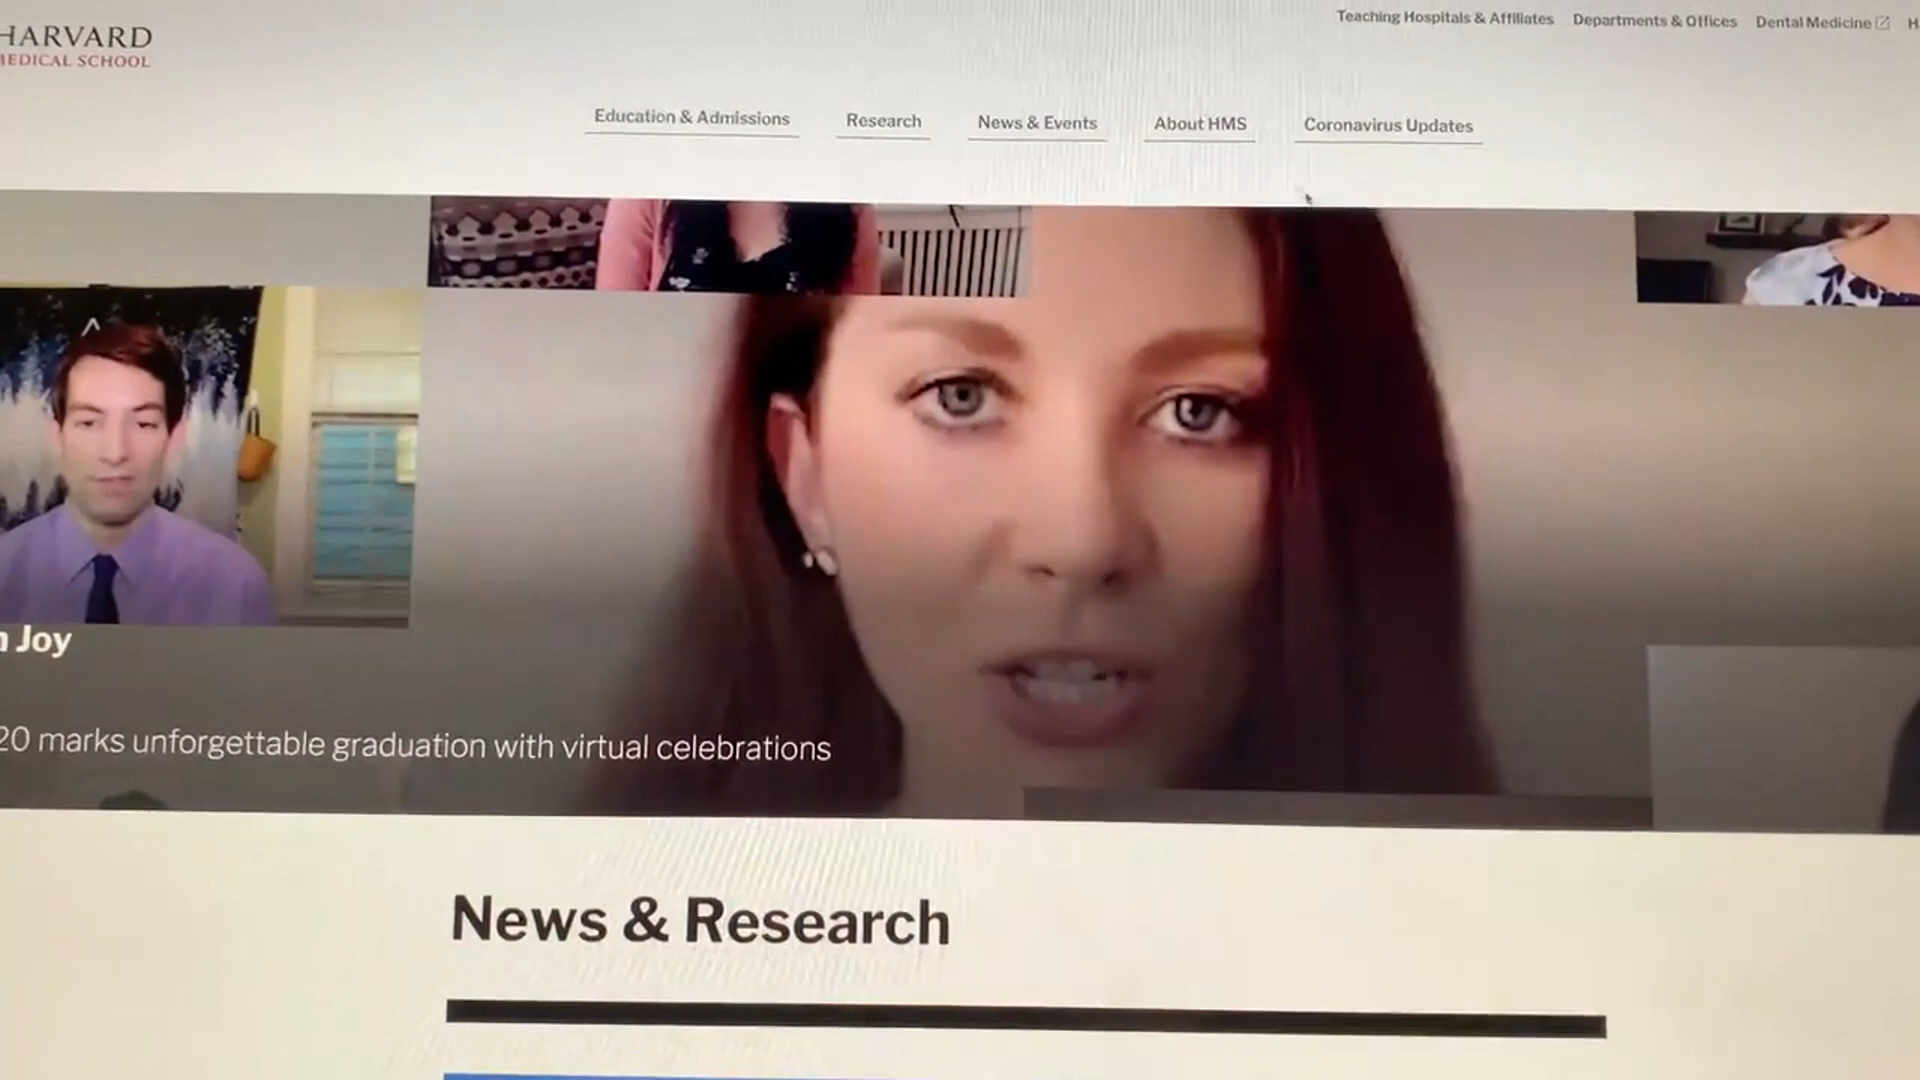 HARVARD
MEDICAL SCHOOL
Teaching Hospitals & Affiliates
Departments & Offices
Dental Medicine
H
Education & Admissions
Research
News & Events
About HMS
Coronavirus Updates
n Joy
20 marks unforgettable graduation with virtual celebrations
News & Research